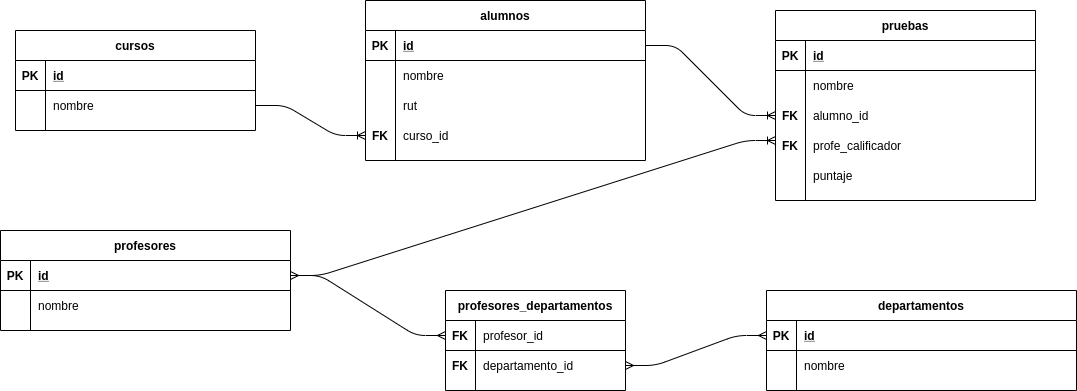 cursos
PK id
nombre
alumnos
PK id
nombre
rut
FK curso_id
pruebas
PK id
nombre
FK alumno_id
FK profe_calificador
puntaje
profesores
PK id
nombre
profesores_departamentos
FK profesor_id
FK departamento_id
departamentos
PK id
nombre